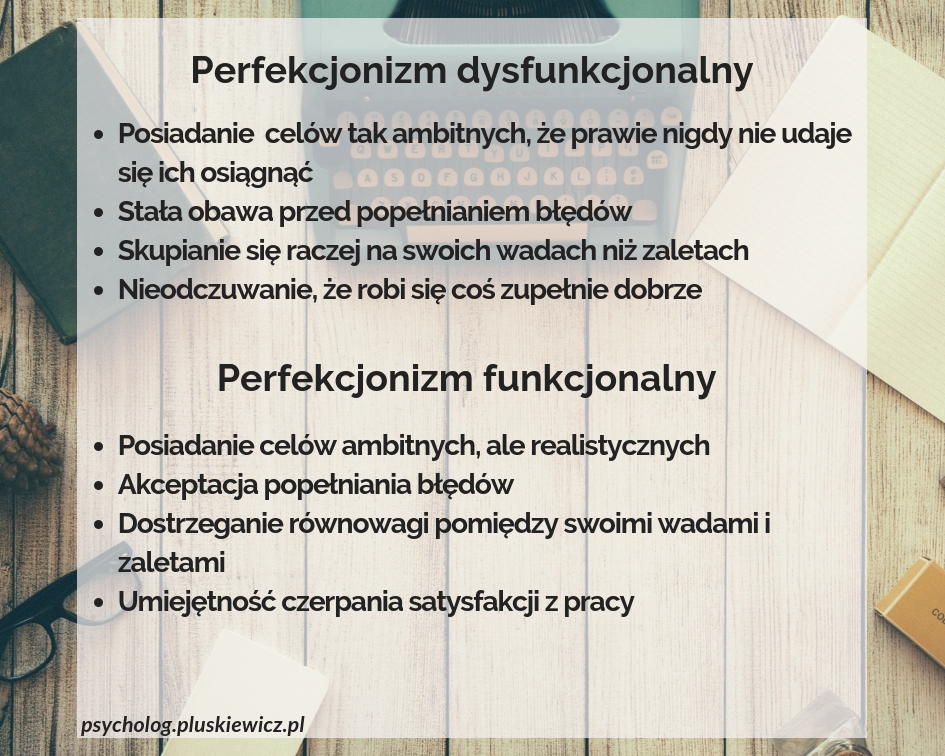 Perfekcjonizm dysfunkcjonalny
• Posiadanie  celów tak ambitnych, że prawie nigdy nie udaje
się ich osiągnąć
• Stała obawa przed popełnianiem błędów
• Skupianie się raczej na swoich wadach niż zaletach
• Nieodczuwanie, że robi się coś zupełnie dobrze
Perfekcjonizm funkcjonalny
• Posiadanie celów ambitnych, ale realistycznych
• Akceptacja popełniania błędów
• Dostrzeganie równowagi pomiędzy swoimi wadami i
zaletami
• Umiejętność czerpania satysfakcji z pracy
psycholog.pluskiewicz.pl